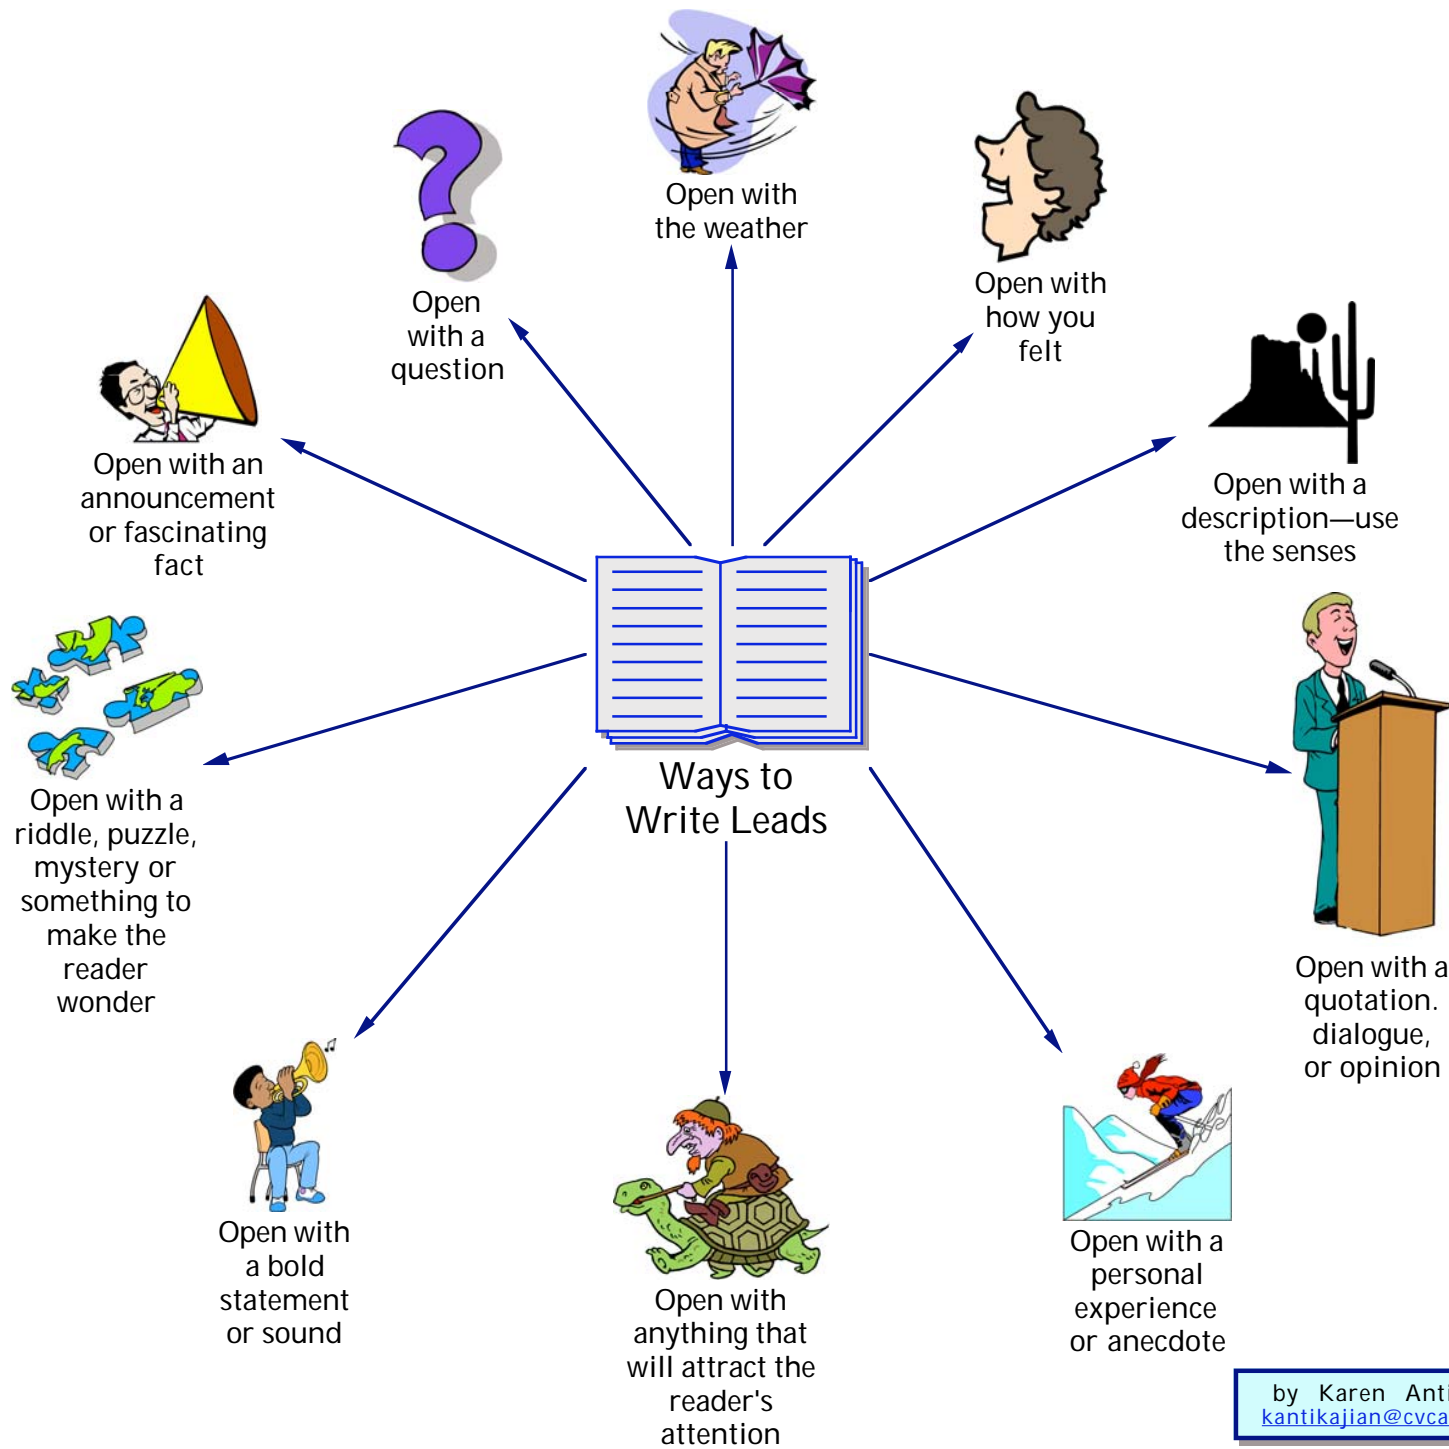 Open with
the weather
Open with
how you
felt
Open
with a
question
Open with an
announcement
or fascinating
fact
Open with a
description—use
the senses
Ways to
Write Leads
Open with a
riddle, puzzle,
mystery or
something to
make the
reader
wonder
Open with a
quotation.
dialogue,
or opinion
Open with
a bold
statement
or sound
Open with
anything that
will attract the
reader's
attention
Open with a
personal
experience
or anecdote
by Karen Anti
kantikajian@cvca